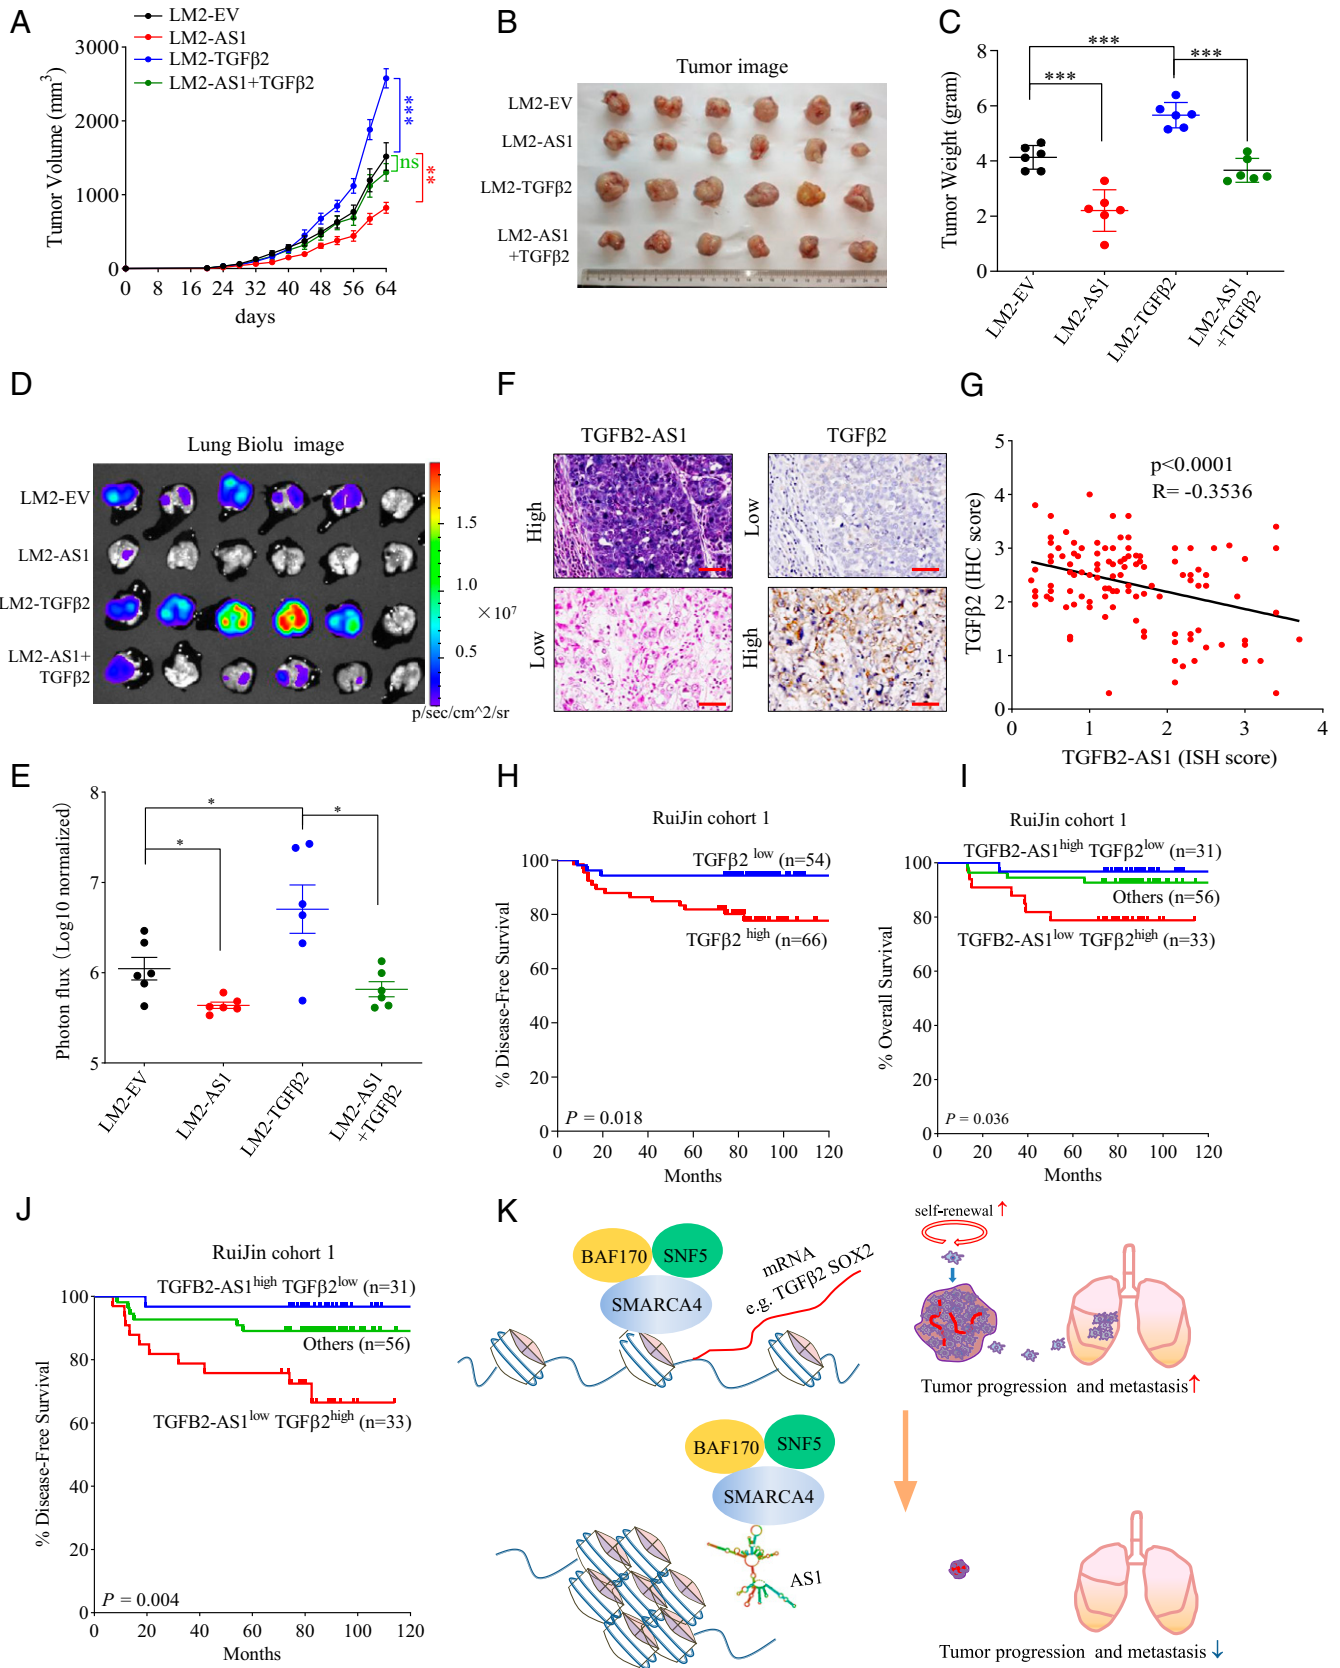 A
LM2-EV
LM2-AS1
LM2-TGFβ2
LM2-AS1+TGFβ2
Tumor Volume (mm3)
3000
2000
1000
0
0 8 16 24 32 40 48 56 64
days
***
ns
**
B
Tumor image
LM2-EV
LM2-AS1
LM2-TGFβ2
LM2-AS1
+TGFβ2
C
Tumor Weight (gram)
8
6
4
2
0
***
***
***
LM2-EV
LM2-AS1
LM2-TGFβ2
LM2-AS1
+TGFβ2
D
Lung Biolu image
LM2-EV
LM2-AS1
LM2-TGFβ2
LM2-AS1+
TGFβ2
1.5
1.0
×10^7
0.5
p/sec/cm^2/sr
F
TGFB2-AS1
TGFβ2
High
Low
Low
High
G
TGFβ2 (IHC score)
5
4
3
2
1
0
p<0.0001
R= -0.3536
0 1 2 3 4
TGFB2-AS1 (ISH score)
E
Photon flux (Log10 normalized)
8
7
6
5
*
*
*
LM2-EV
LM2-AS1
LM2-TGFβ2
LM2-AS1
+TGFβ2
H
RuiJin cohort 1
% Disease-Free Survival
100
80
60
40
20
0
TGFβ2 low (n=54)
TGFβ2 high (n=66)
P = 0.018
0 20 40 60 80 100 120
Months
I
RuiJin cohort 1
% Overall Survival
100
80
60
40
20
0
TGFB2-AS1high TGFβ2low (n=31)
Others (n=56)
TGFB2-AS1low TGFβ2high (n=33)
P = 0.036
0 20 40 60 80 100 120
Months
J
RuiJin cohort 1
% Disease-Free Survival
100
80
60
40
20
0
TGFB2-AS1high TGFβ2low (n=31)
Others (n=56)
TGFB2-AS1low TGFβ2high (n=33)
P = 0.004
0 20 40 60 80 100 120
Months
K
BAF170
SNF5
SMARCA4
mRNA
e.g. TGFβ2 SOX2
self-renewal ↑
Tumor progression and metastasis↑
BAF170
SNF5
SMARCA4
AS1
Tumor progression and metastasis ↓